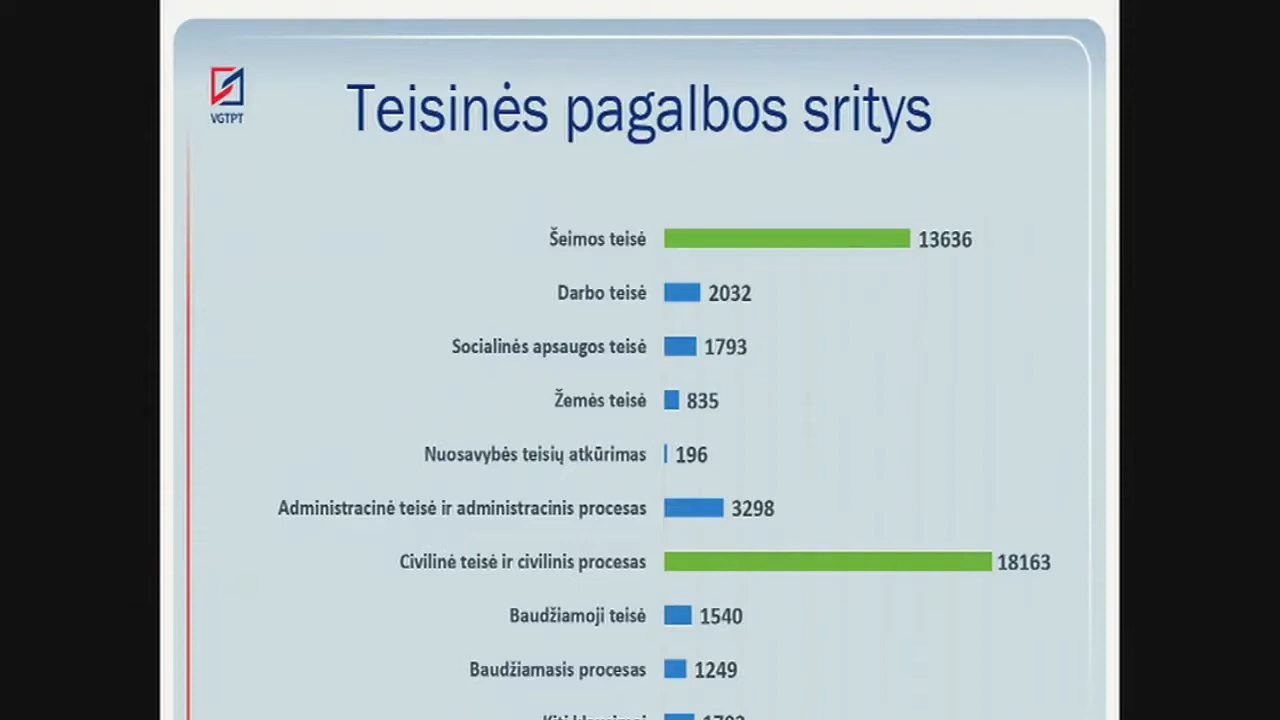 VGTPT
Teisinės pagalbos sritys
Šeimos teisė 13636
Darbo teisė 2032
Socialinės apsaugos teisė 1793
Žemės teisė 835
Nuosavybės teisių atkūrimas 196
Administracinė teisė ir administracinis procesas 3298
Civilinė teisė ir civilinis procesas 18163
Baudžiamoji teisė 1540
Baudžiamasis procesas 1249